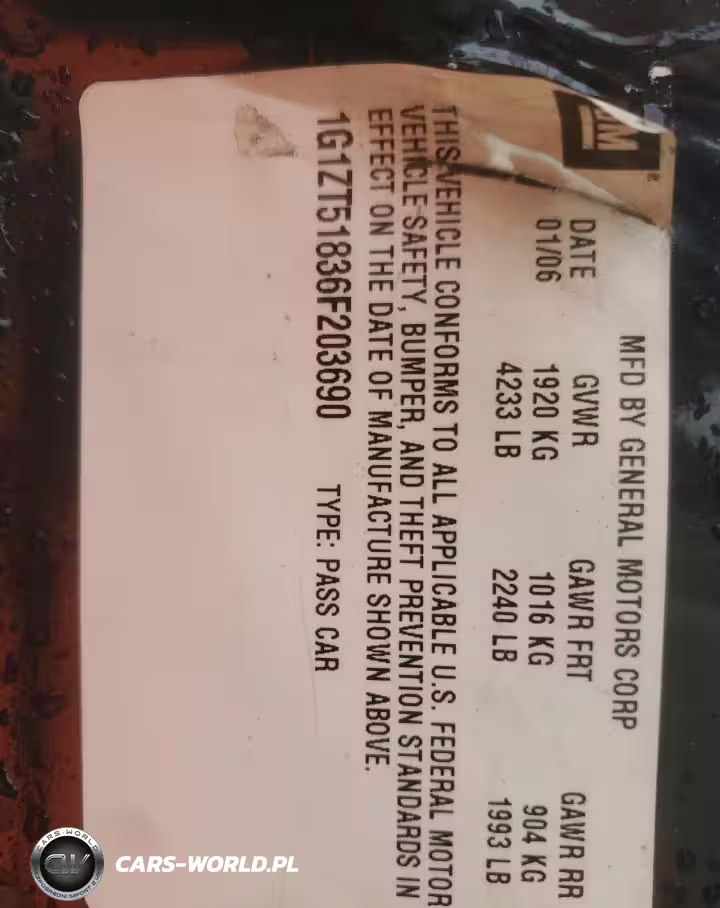 GM
MFD BY GENERAL MOTORS CORP
DATE GVWR GAWR FRT GAWR RR
01/06 1920 KG 1016 KG 904 KG
4233 LB 2240 LB 1993 LB
THIS VEHICLE CONFORMS TO ALL APPLICABLE U.S. FEDERAL MOTOR
VEHICLE SAFETY, BUMPER, AND THEFT PREVENTION STANDARDS IN
EFFECT ON THE DATE OF MANUFACTURE SHOWN ABOVE.
1G1ZT51836F203690 TYPE: PASS CAR
CARS-WORLD
CW
CARS-WORLD.PL